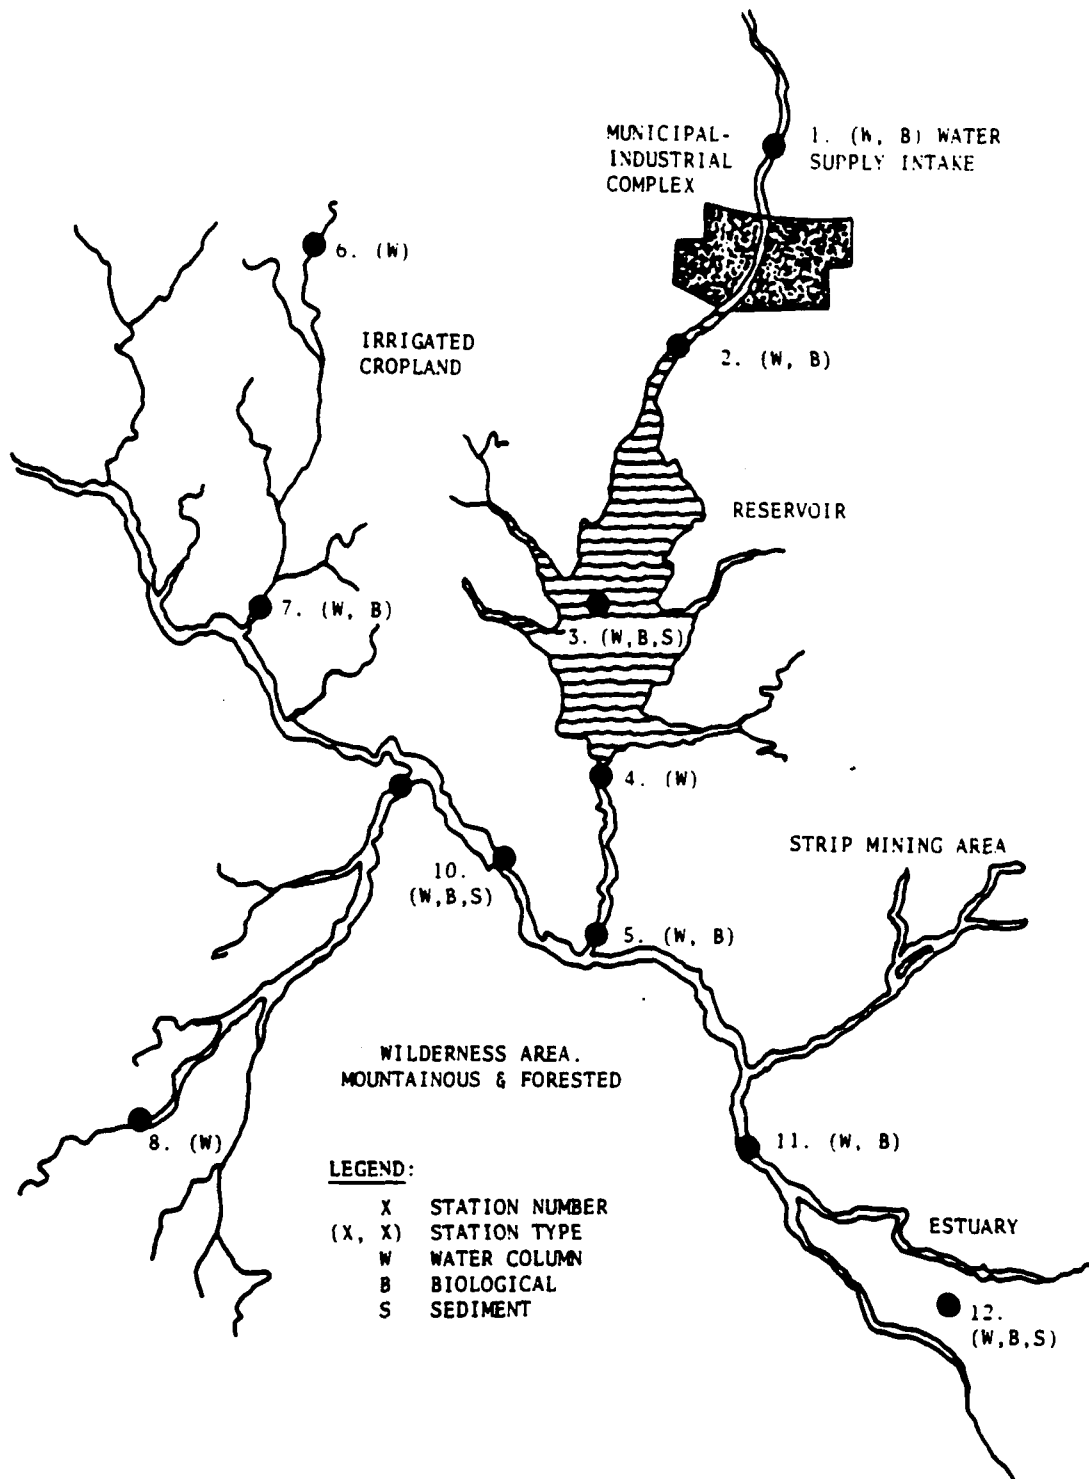 MUNICIPAL-
INDUSTRIAL
COMPLEX
1. (W, B) WATER
SUPPLY INTAKE
6. (W)
IRRIGATED
CROPLAND
2. (W, B)
RESERVOIR
7. (W, B)
3. (W,B,S)
4. (W)
STRIP MINING AREA
10.
(W,B,S)
5. (W, B)
WILDERNESS AREA.
MOUNTAINOUS & FORESTED
8. (W)
11. (W, B)
LEGEND:
X STATION NUMBER
(X, X) STATION TYPE
W WATER COLUMN
B BIOLOGICAL
S SEDIMENT
ESTUARY
12.
(W,B,S)